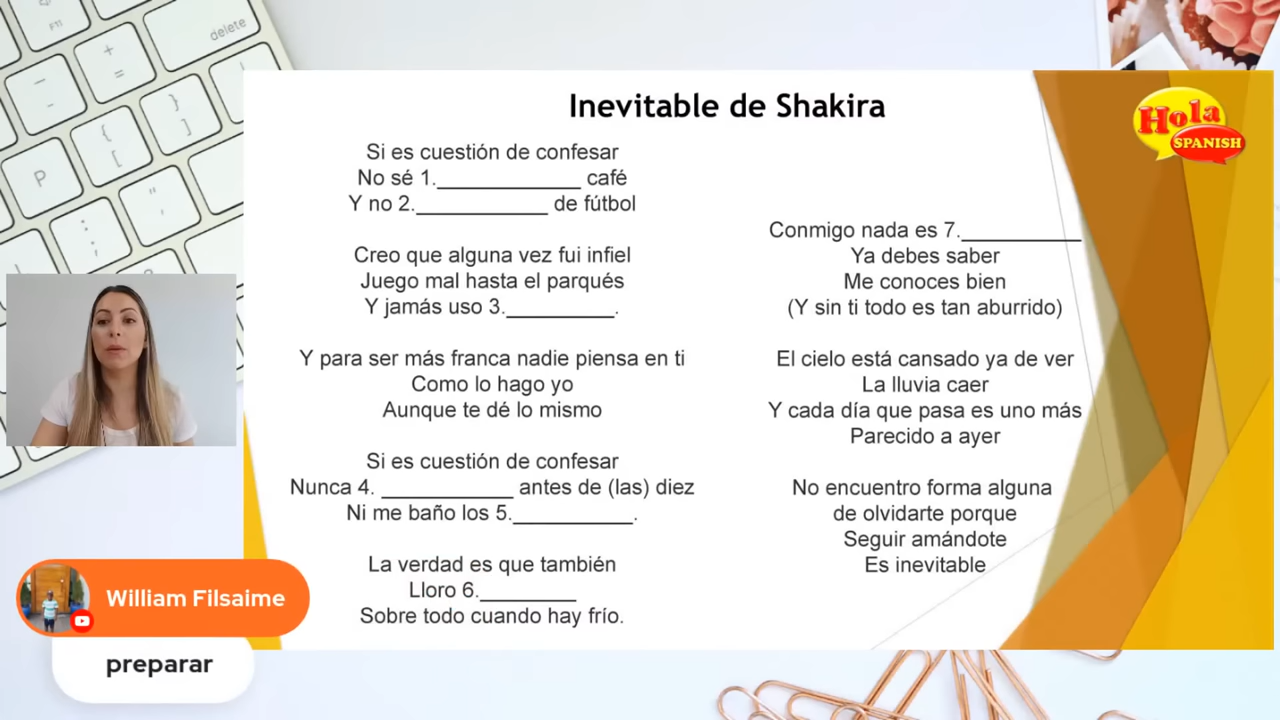 F11
delete
+
=
-
_
P
{
[
}
]
:
;
"
Inevitable de Shakira
Hola
SPANISH
Si es cuestión de confesar
No sé 1._____________ café
Y no 2.____________ de fútbol
Creo que alguna vez fui infiel
Juego mal hasta el parqués
Y jamás uso 3.__________.
Y para ser más franca nadie piensa en ti
Como lo hago yo
Aunque te dé lo mismo
Si es cuestión de confesar
Nunca 4. ____________ antes de (las) diez
Ni me baño los 5.___________.
La verdad es que también
Lloro 6.________
Sobre todo cuando hay frío.
Conmigo nada es 7.___________
Ya debes saber
Me conoces bien
(Y sin ti todo es tan aburrido)
El cielo está cansado ya de ver
La lluvia caer
Y cada día que pasa es uno más
Parecido a ayer
No encuentro forma alguna
de olvidarte porque
Seguir amándote
Es inevitable
William Filsaime
preparar